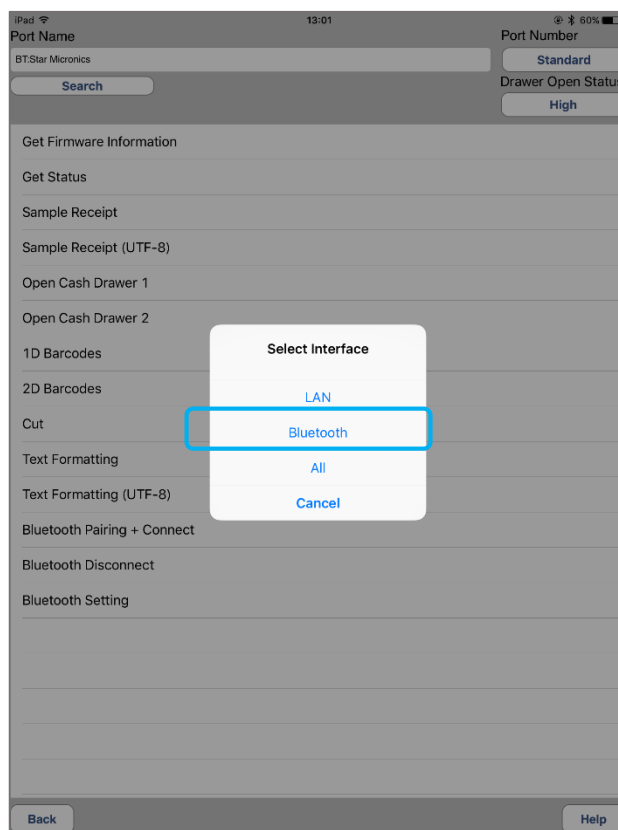 iPad 13:01 60%
Port Name Port Number
BT:Star Micronics Standard
Search Drawer Open Status
High
Get Firmware Information
Get Status
Sample Receipt
Sample Receipt (UTF-8)
Open Cash Drawer 1
Open Cash Drawer 2
1D Barcodes
2D Barcodes
Cut
Text Formatting
Text Formatting (UTF-8)
Bluetooth Pairing + Connect
Bluetooth Disconnect
Bluetooth Setting
Select Interface
LAN
Bluetooth
All
Cancel
Back Help